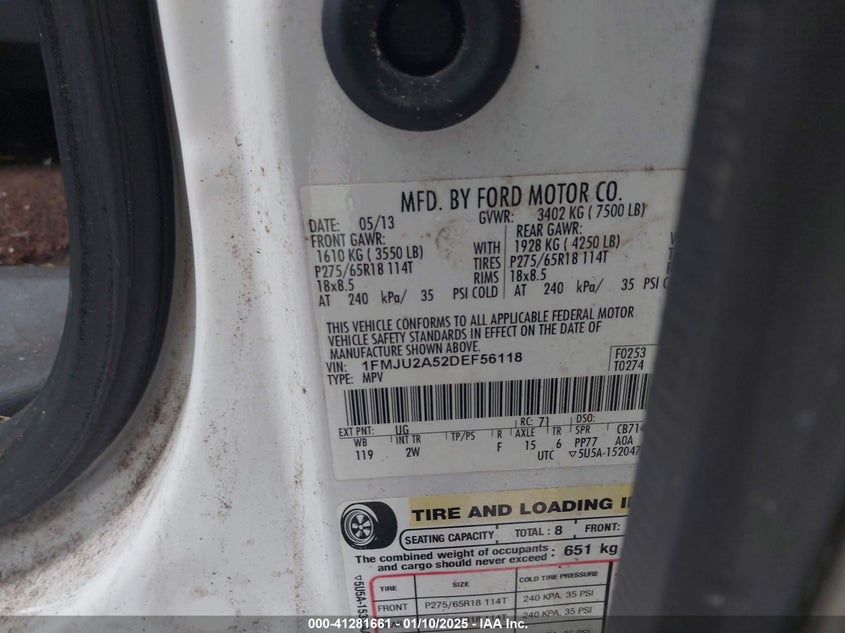 MFD. BY FORD MOTOR CO.
DATE: 05/13 GVWR: 3402 KG ( 7500 LB)
FRONT GAWR: REAR GAWR:
1610 KG ( 3550 LB) WITH 1928 KG ( 4250 LB)
P275/65R18 114T TIRES P275/65R18 114T
18x8.5 RIMS 18x8.5
AT 240 kPa/ 35 PSI COLD AT 240 kPa/ 35 PSI CO
THIS VEHICLE CONFORMS TO ALL APPLICABLE FEDERAL MOTOR
VEHICLE SAFETY STANDARDS IN EFFECT ON THE DATE OF
MANUFACTURE SHOWN ABOVE.
VIN: 1FMJU2A52DEF56118 F0253
TYPE: MPV T0274
EXT PNT: UG RC: 71 DSO:
WB INT TR TP/PS R AXLE TR SPR CB714
119 2W F 15 6 PP77 A0A
UTC ▽5U5A-152047
TIRE AND LOADING I
SEATING CAPACITY TOTAL : 8 FRONT:
The combined weight of occupants : 651 kg
and cargo should never exceed
TIRE SIZE COLD TIRE PRESSURE
FRONT P275/65R18 114T 240 KPA, 35 PSI
240 KPA, 35 PSI
000-41281661 — 01/10/2025 — IAA Inc.